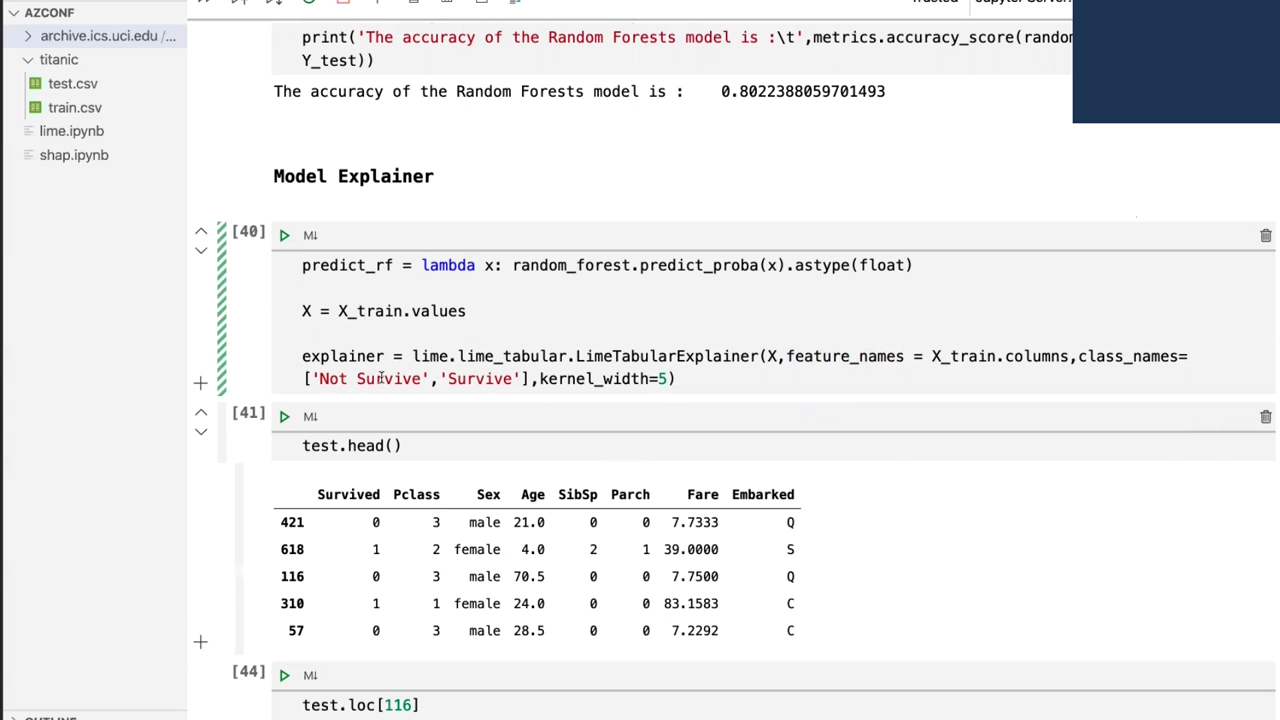 AZCONF
archive.ics.uci.edu /...
titanic
test.csv
train.csv
lime.ipynb
shap.ipynb
print('The accuracy of the Random Forests model is :\t',metrics.accuracy_score(random
Y_test))
The accuracy of the Random Forests model is : 0.8022388059701493
Model Explainer
[40]
M↓
predict_rf = lambda x: random_forest.predict_proba(x).astype(float)
X = X_train.values
explainer = lime.lime_tabular.LimeTabularExplainer(X,feature_names = X_train.columns,class_names=
['Not Survive','Survive'],kernel_width=5)
[41]
M↓
test.head()
Survived Pclass Sex Age SibSp Parch Fare Embarked
421 0 3 male 21.0 0 0 7.7333 Q
618 1 2 female 4.0 2 1 39.0000 S
116 0 3 male 70.5 0 0 7.7500 Q
310 1 1 female 24.0 0 0 83.1583 C
57 0 3 male 28.5 0 0 7.2292 C
[44]
M↓
test.loc[116]